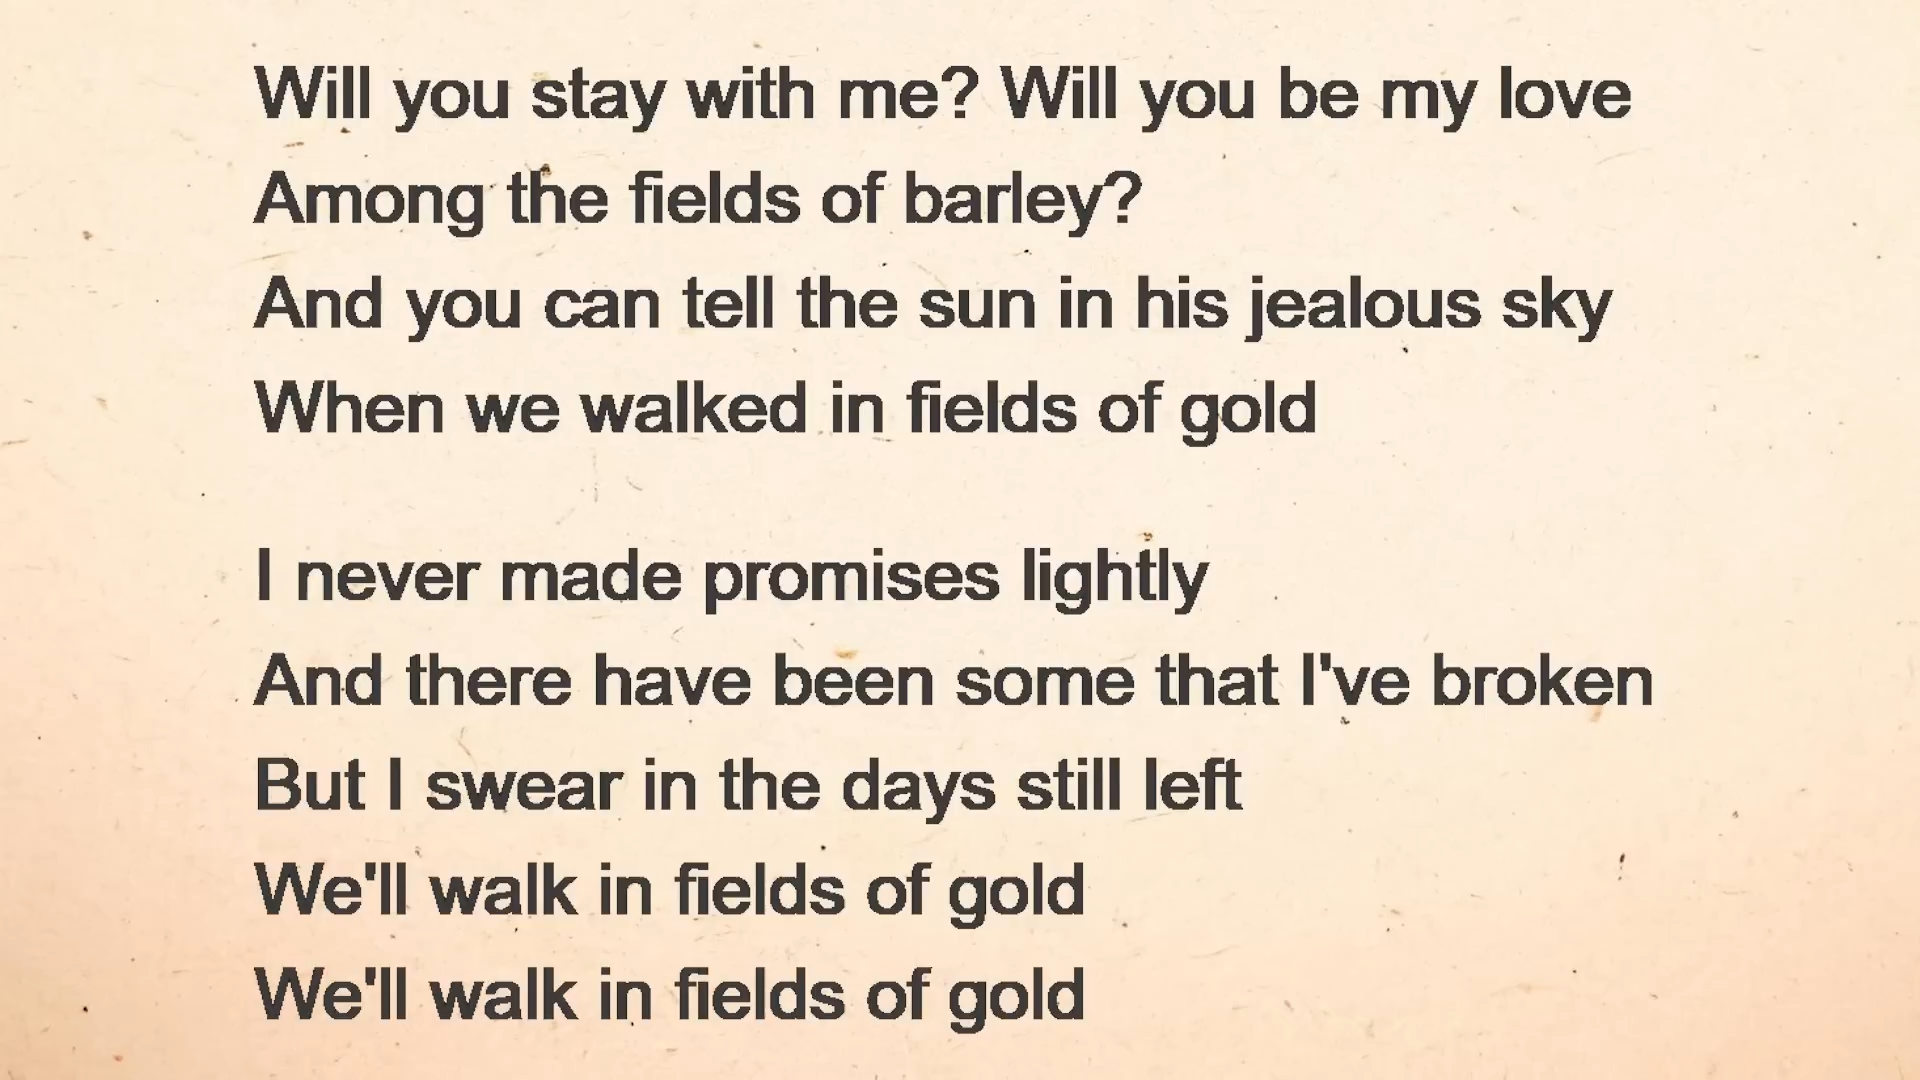 Will you stay with me? Will you be my love
Among the fields of barley?
And you can tell the sun in his jealous sky
When we walked in fields of gold
I never made promises lightly
And there have been some that I've broken
But I swear in the days still left
We'll walk in fields of gold
We'll walk in fields of gold